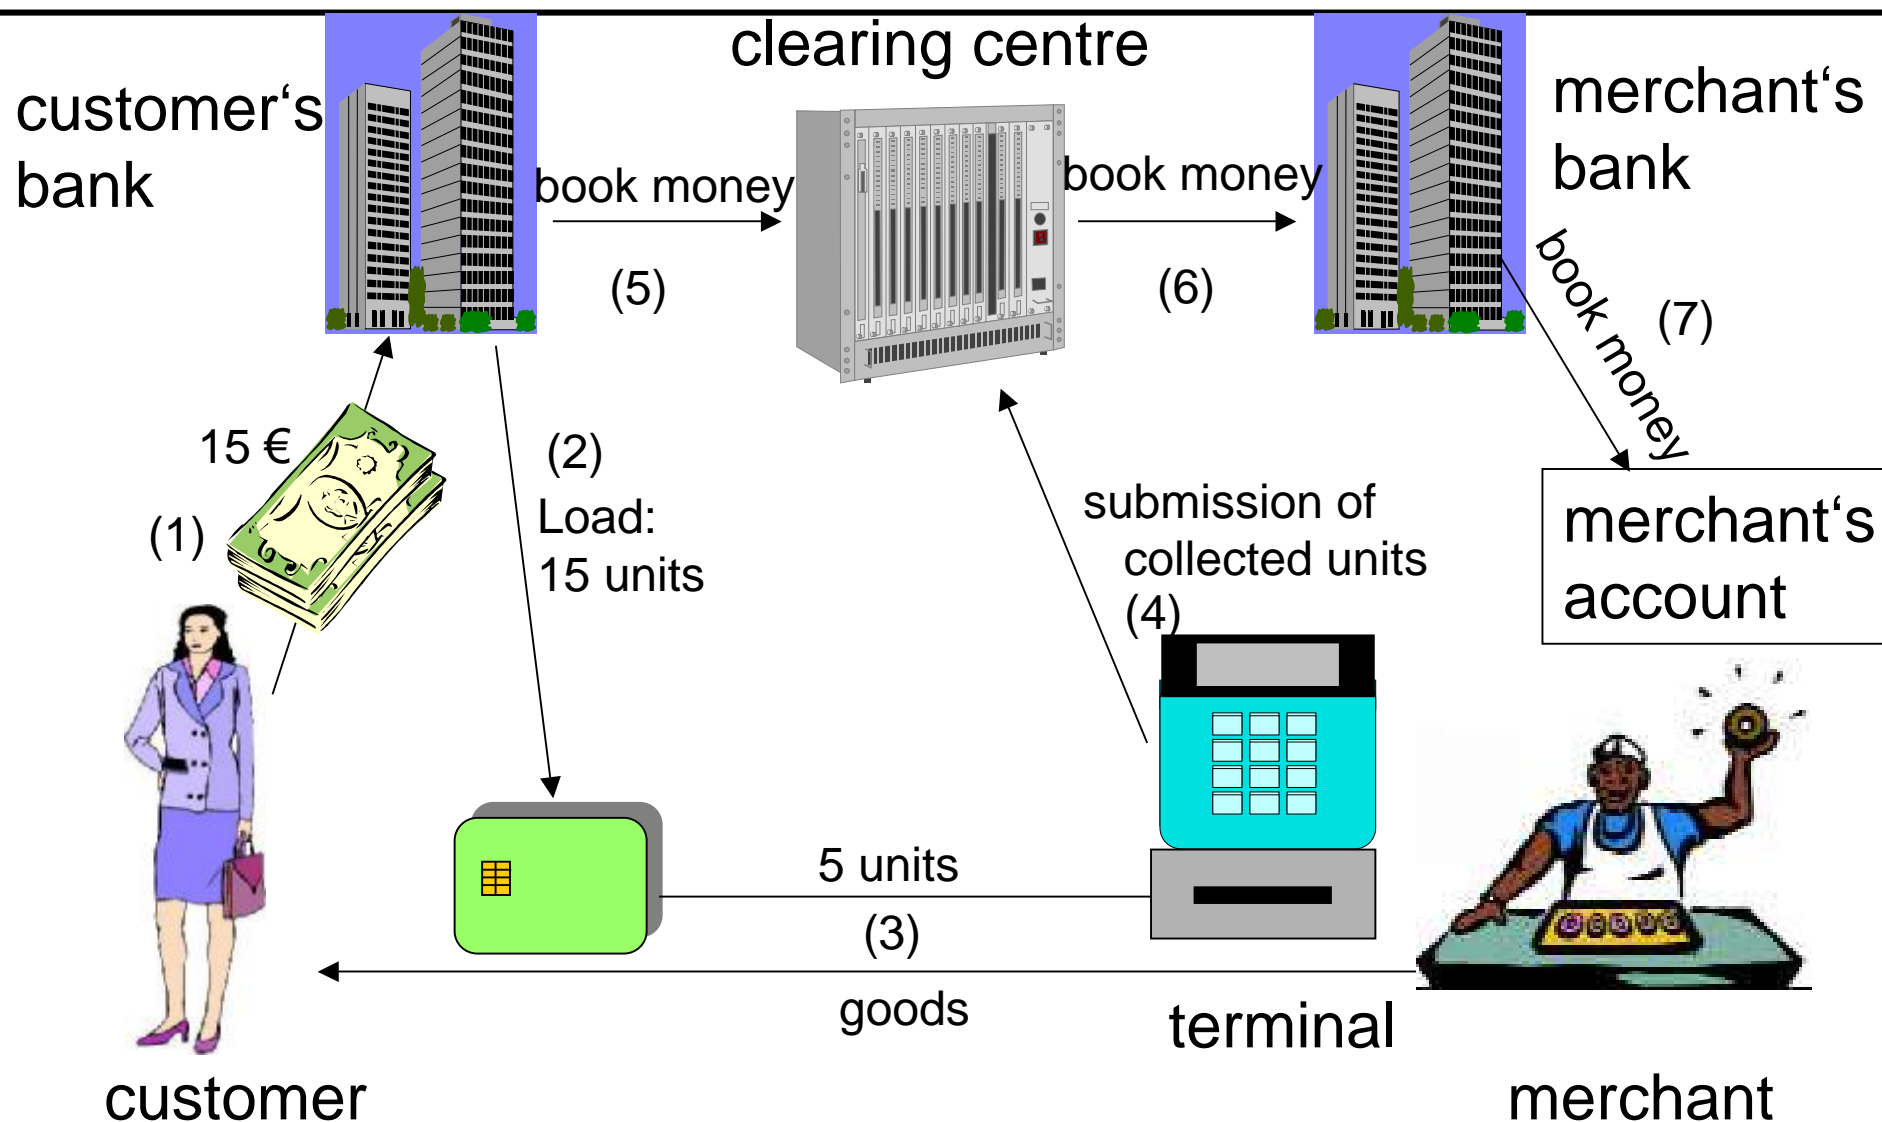 clearing centre
customer‘s
bank
merchant‘s
bank
book money
(5)
book money
(6)
book money
(7)
15 €
(1)
(2)
Load:
15 units
submission of
collected units
(4)
merchant‘s
account
5 units
(3)
goods
terminal
customer
merchant